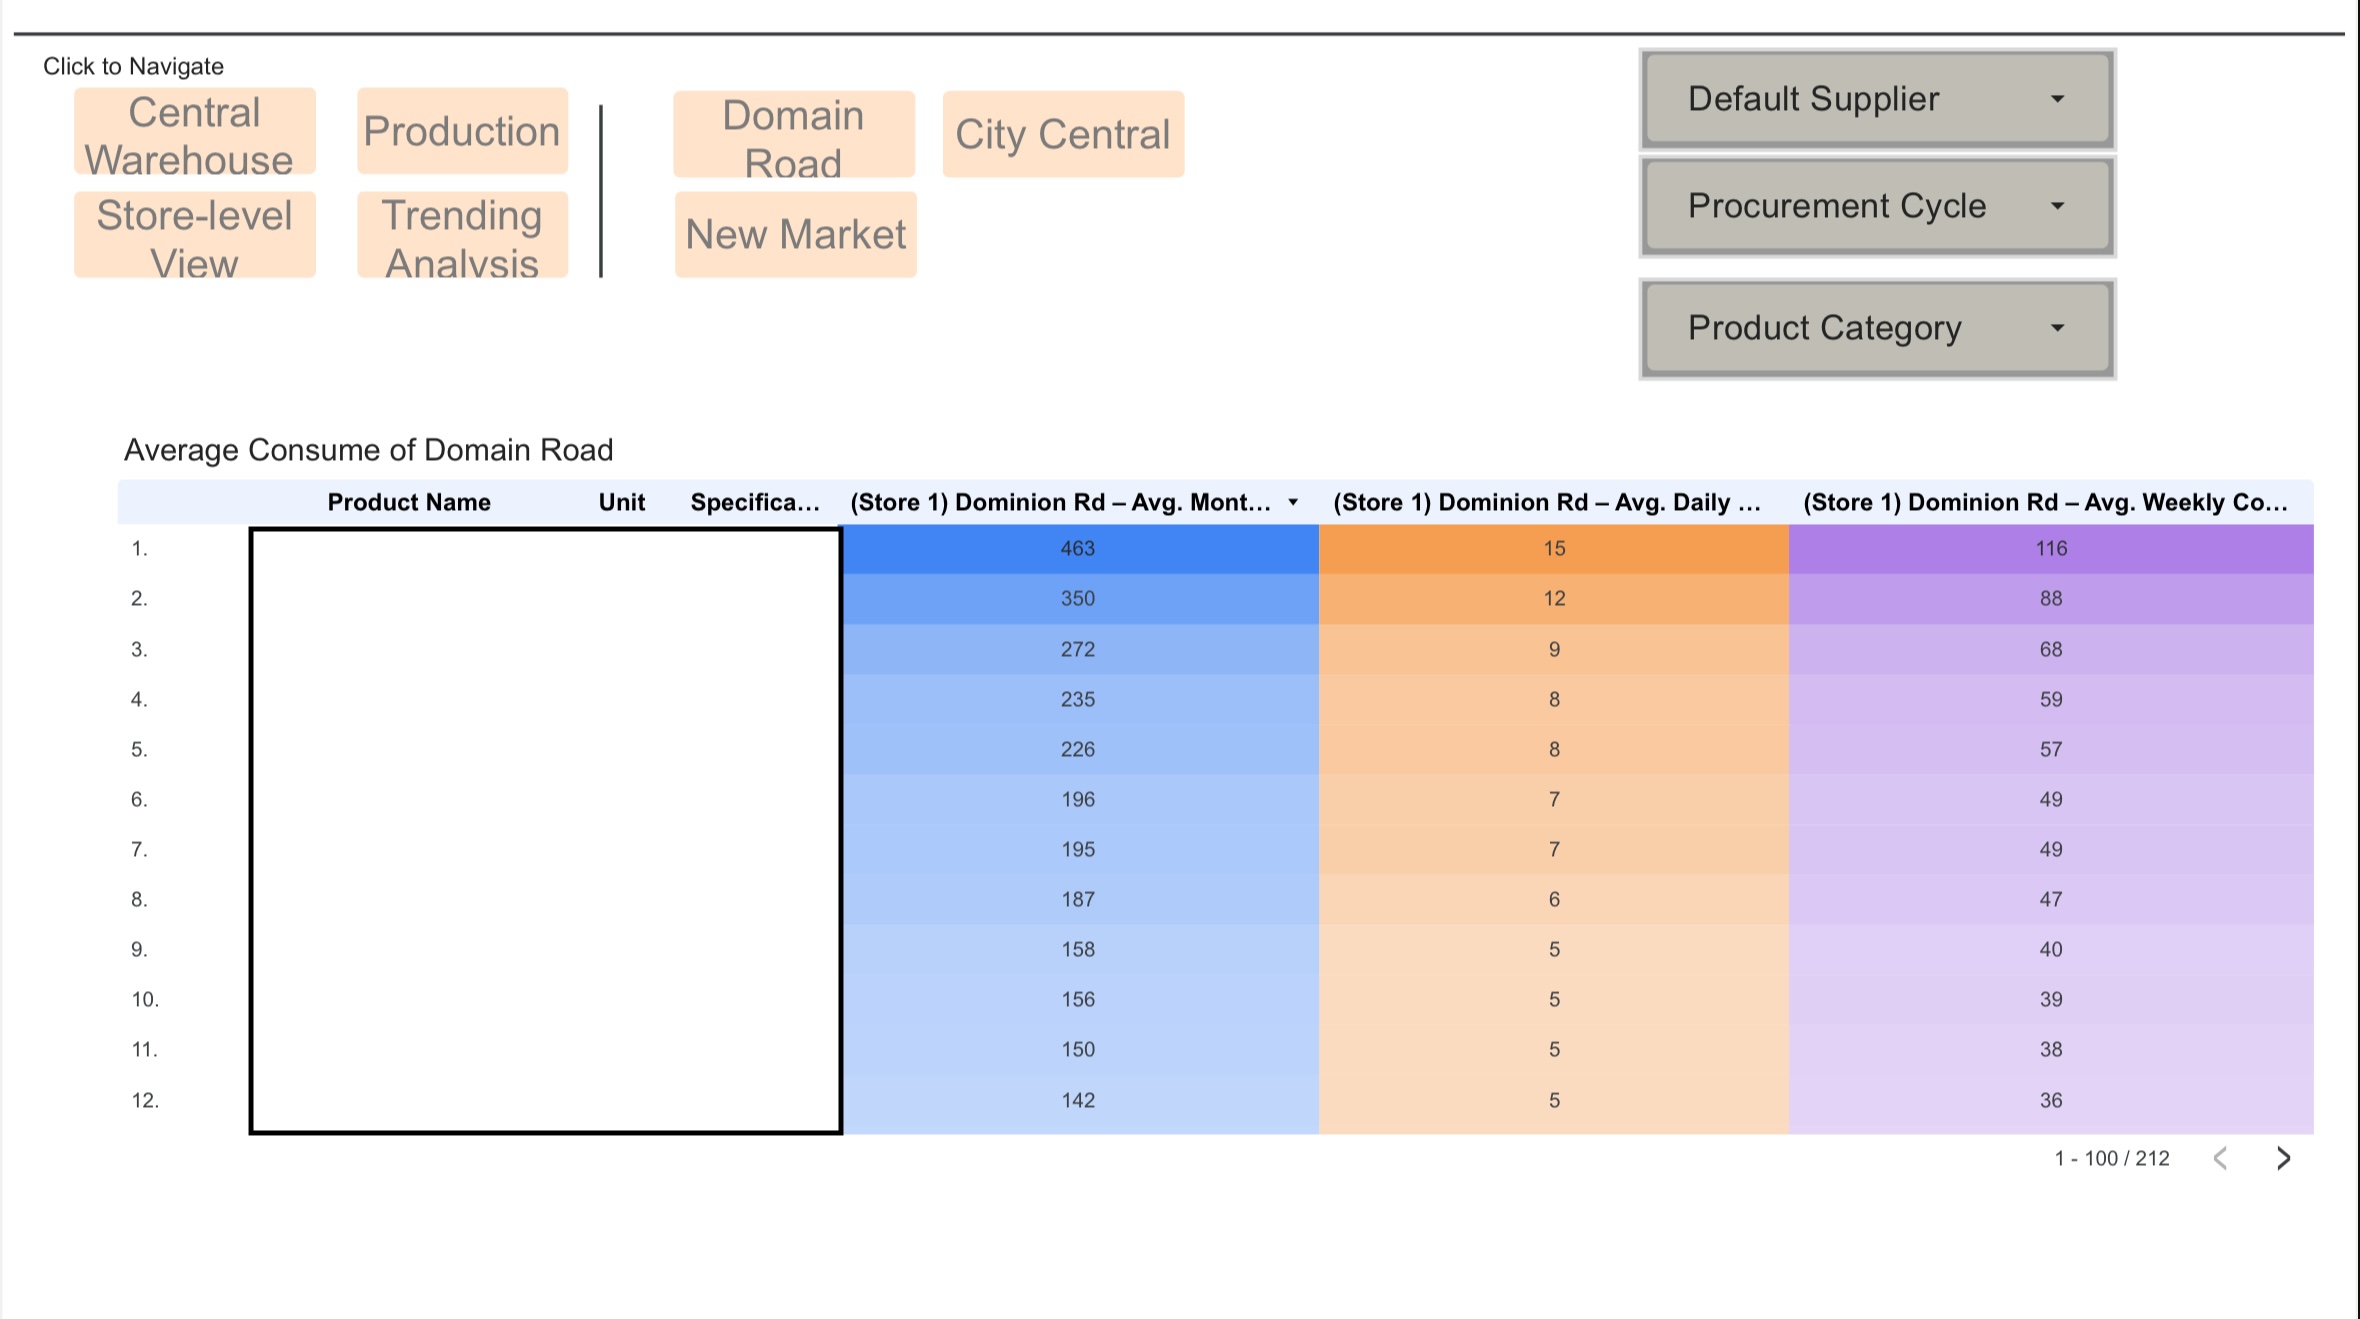 Click to Navigate
Central
Warehouse
Production
Domain
Road
City Central
Store-level
View
Trending
Analysis
New Market
Default Supplier
Procurement Cycle
Product Category
Average Consume of Domain Road
Product Name Unit Specifica... (Store 1) Dominion Rd – Avg. Mont... (Store 1) Dominion Rd – Avg. Daily ... (Store 1) Dominion Rd – Avg. Weekly Co...
1. 463 15 116
2. 350 12 88
3. 272 9 68
4. 235 8 59
5. 226 8 57
6. 196 7 49
7. 195 7 49
8. 187 6 47
9. 158 5 40
10. 156 5 39
11. 150 5 38
12. 142 5 36
1 - 100 / 212